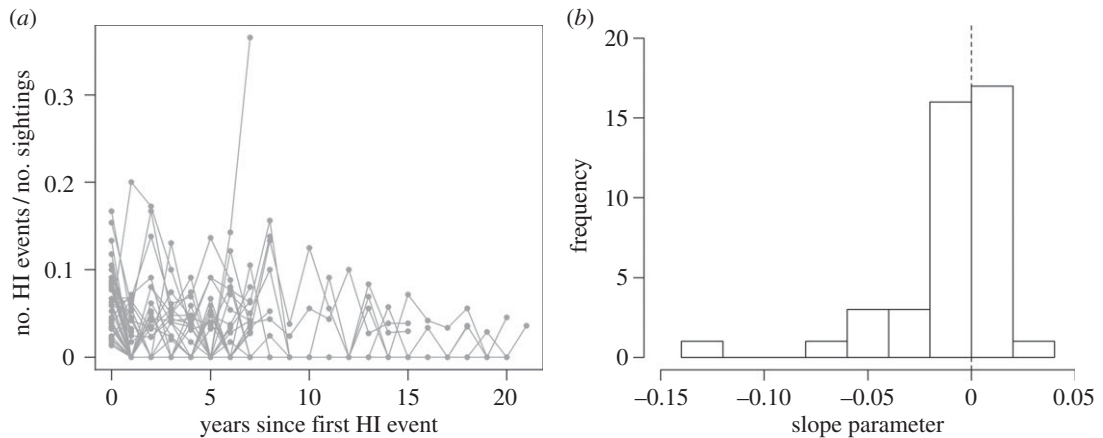 (a)
no. HI events / no. sightings
0.3
0.2
0.1
0
0 5 10 15 20
years since first HI event
(b)
frequency
20
15
10
5
0
–0.15 –0.10 –0.05 0 0.05
slope parameter